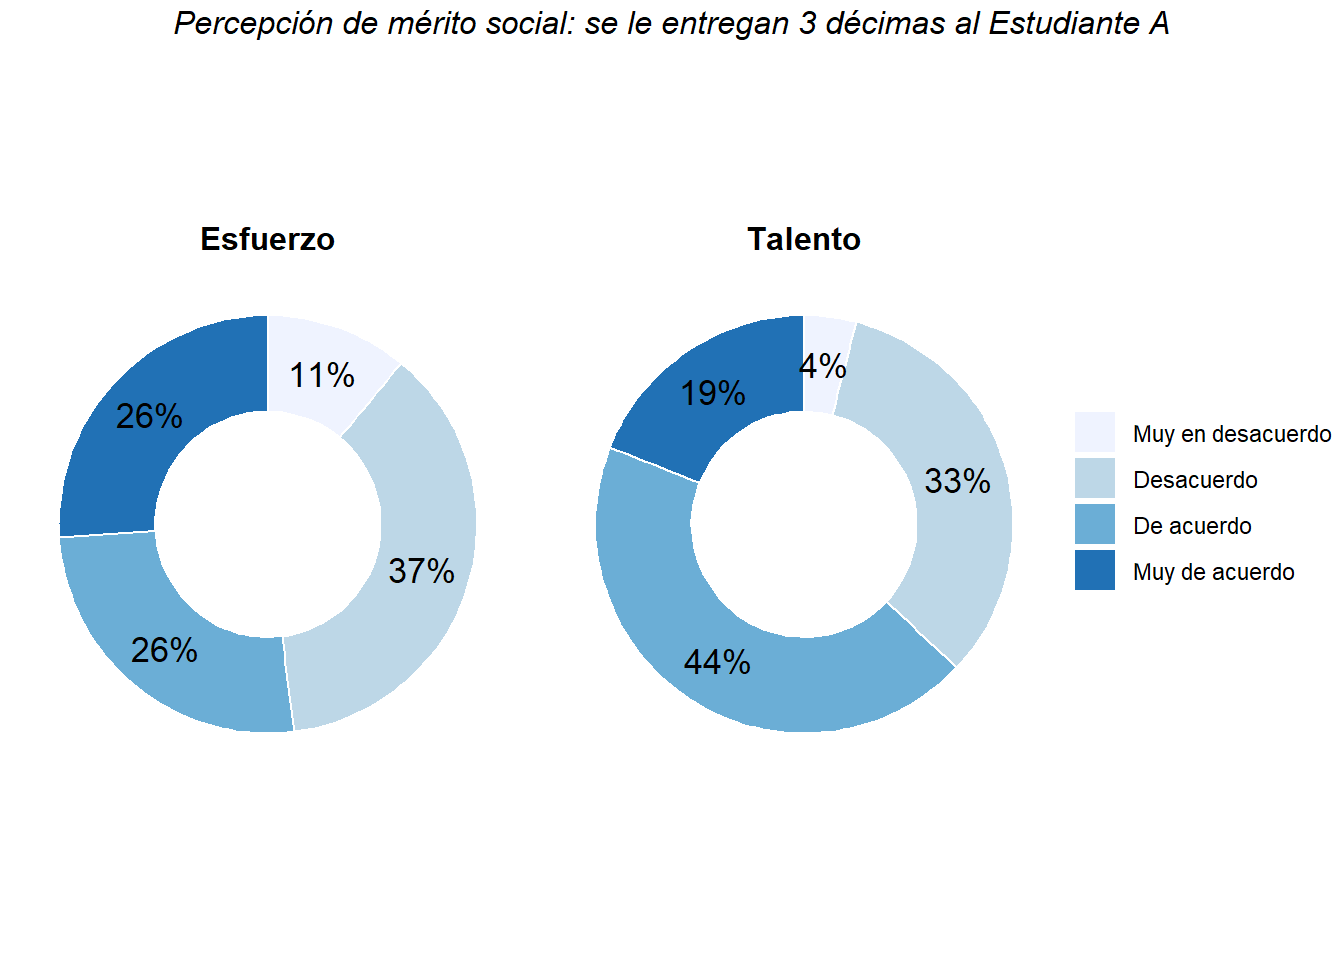 Percepción de mérito social: se le entregan 3 décimas al Estudiante A
Esfuerzo
11%
26%
37%
26%
Talento
4%
19%
33%
44%
Muy en desacuerdo
Desacuerdo
De acuerdo
Muy de acuerdo